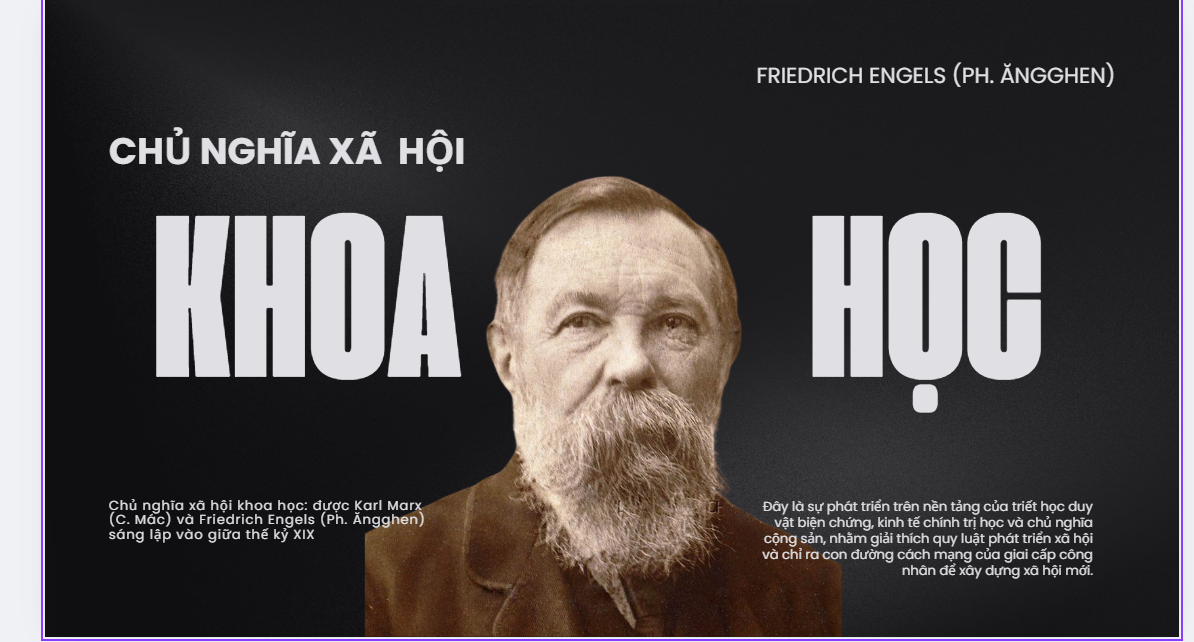 FRIEDRICH ENGELS (PH. ĂNGGHEN)
CHỦ NGHĨA XÃ HỘI
KHOA HỌC
Chủ nghĩa xã hội khoa học: được Karl Marx
(C. Mác) và Friedrich Engels (Ph. Ăngghen)
sáng lập vào giữa thế kỷ XIX
Đây là sự phát triển trên nền tảng của triết học duy
vật biện chứng, kinh tế chính trị học và chủ nghĩa
cộng sản, nhằm giải thích quy luật phát triển xã hội
và chỉ ra con đường cách mạng của giai cấp công
nhân để xây dựng xã hội mới.